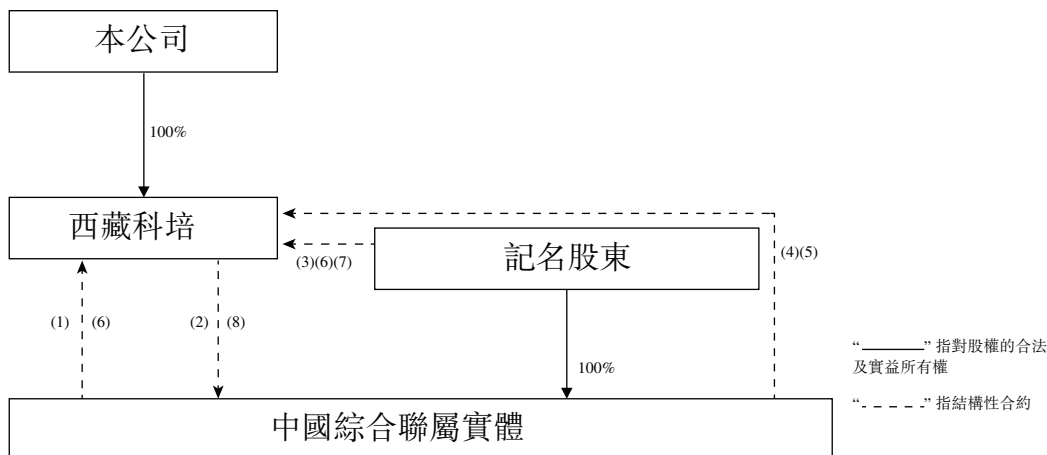 本公司
100%
西藏科培
記名股東
(3)(6)(7)
(4)(5)
(1)
(6)
(2)
(8)
100%
“———” 指對股權的合法
及實益所有權
“- - - - -” 指結構性合約
中國綜合聯屬實體